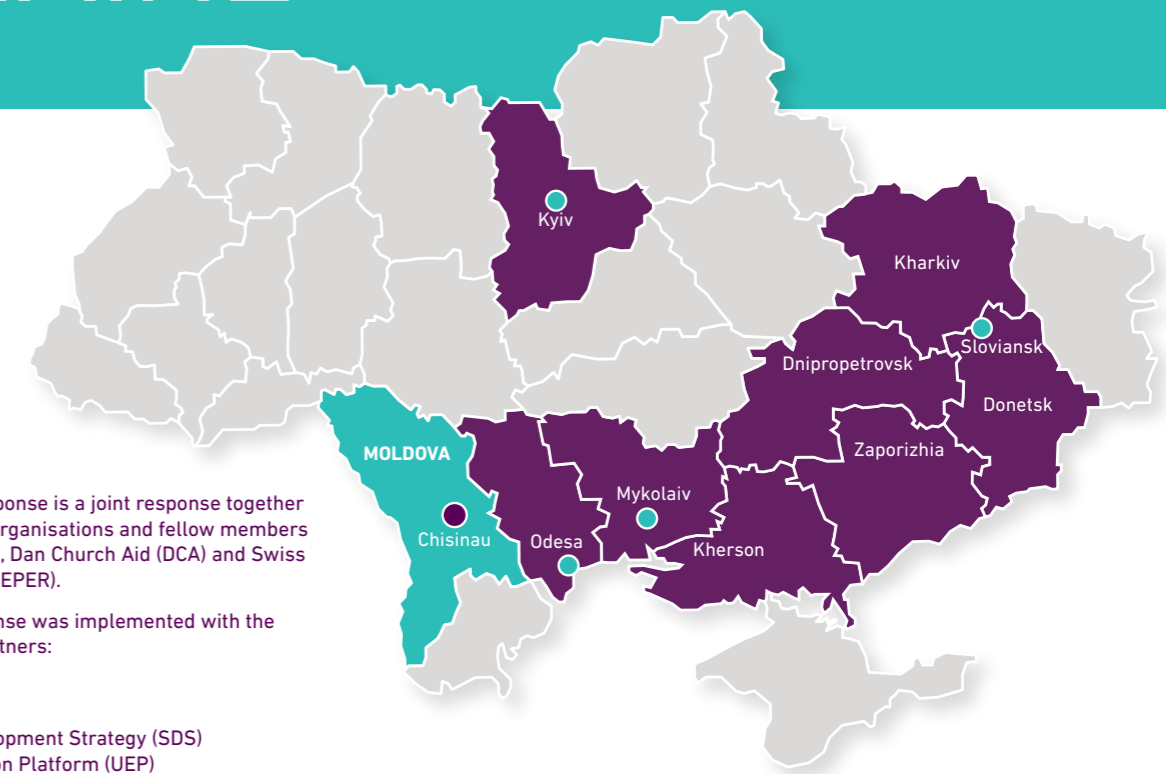 Kyiv
Kharkiv
Sloviansk
Dnipropetrovsk
Donetsk
MOLDOVA
Zaporizhia
Mykolaiv
Chisinau
Odesa
Kherson
ponse is a joint response together
organisations and fellow members
, Dan Church Aid (DCA) and Swiss
EPER).
nse was implemented with the
tners:
opment Strategy (SDS)
on Platform (UEP)